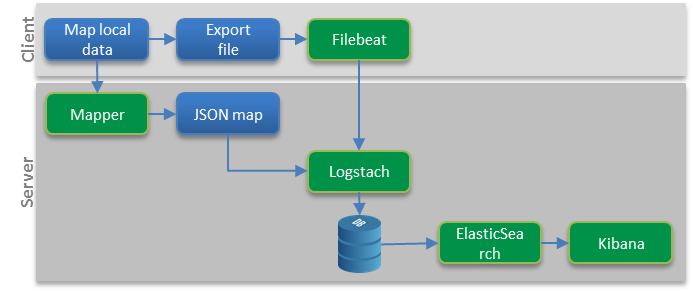 Client
Map local
data
Export
file
Filebeat
Server
Mapper
JSON map
Logstach
DB
ElasticSea
rch
Kibana